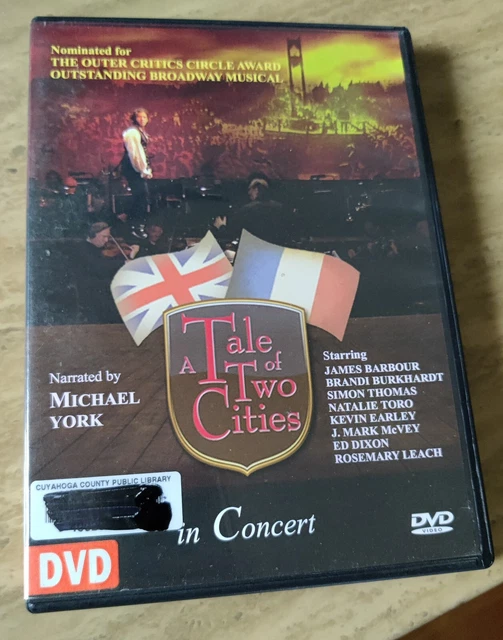 Nominated for
THE OUTER CRITICS CIRCLE AWARD
OUTSTANDING BROADWAY MUSICAL
A Tale
of
Two
Cities
Narrated by
MICHAEL
YORK
Starring
JAMES BARBOUR
BRANDI BURKHARDT
SIMON THOMAS
NATALIE TORO
KEVIN EARLEY
J. MARK McVEY
ED DIXON
ROSEMARY LEACH
CUYAHOGA COUNTY PUBLIC LIBRARY
in Concert
DVD
VIDEO
DVD